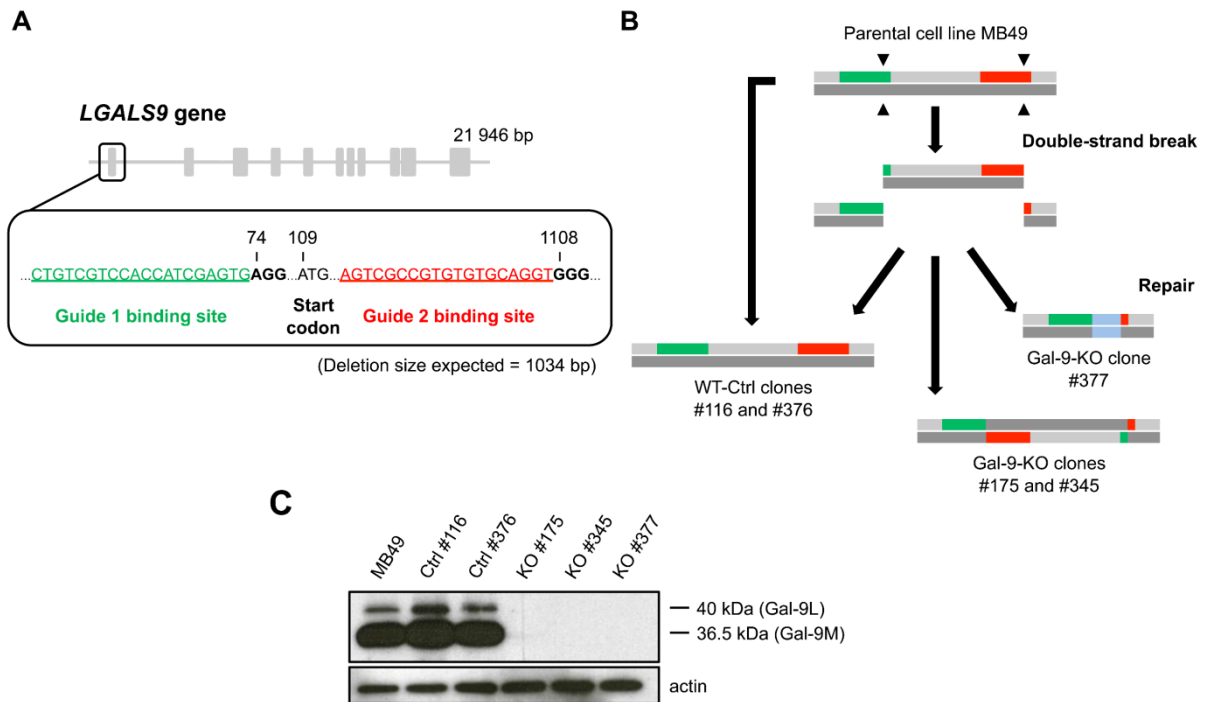 A
LGALS9 gene
21 946 bp
74 109 1108
...CTGTCGTCCACCATCGAGTGAGG...ATG...AGTCGCCGTGTGTGCAGGTGGG...
Guide 1 binding site
Start
codon
Guide 2 binding site
(Deletion size expected = 1034 bp)
B
Parental cell line MB49
Double-strand break
Repair
Gal-9-KO clone
#377
WT-Ctrl clones
#116 and #376
Gal-9-KO clones
#175 and #345
C
MB49
Ctrl #116
Ctrl #376
KO #175
KO #345
KO #377
40 kDa (Gal-9L)
36.5 kDa (Gal-9M)
actin